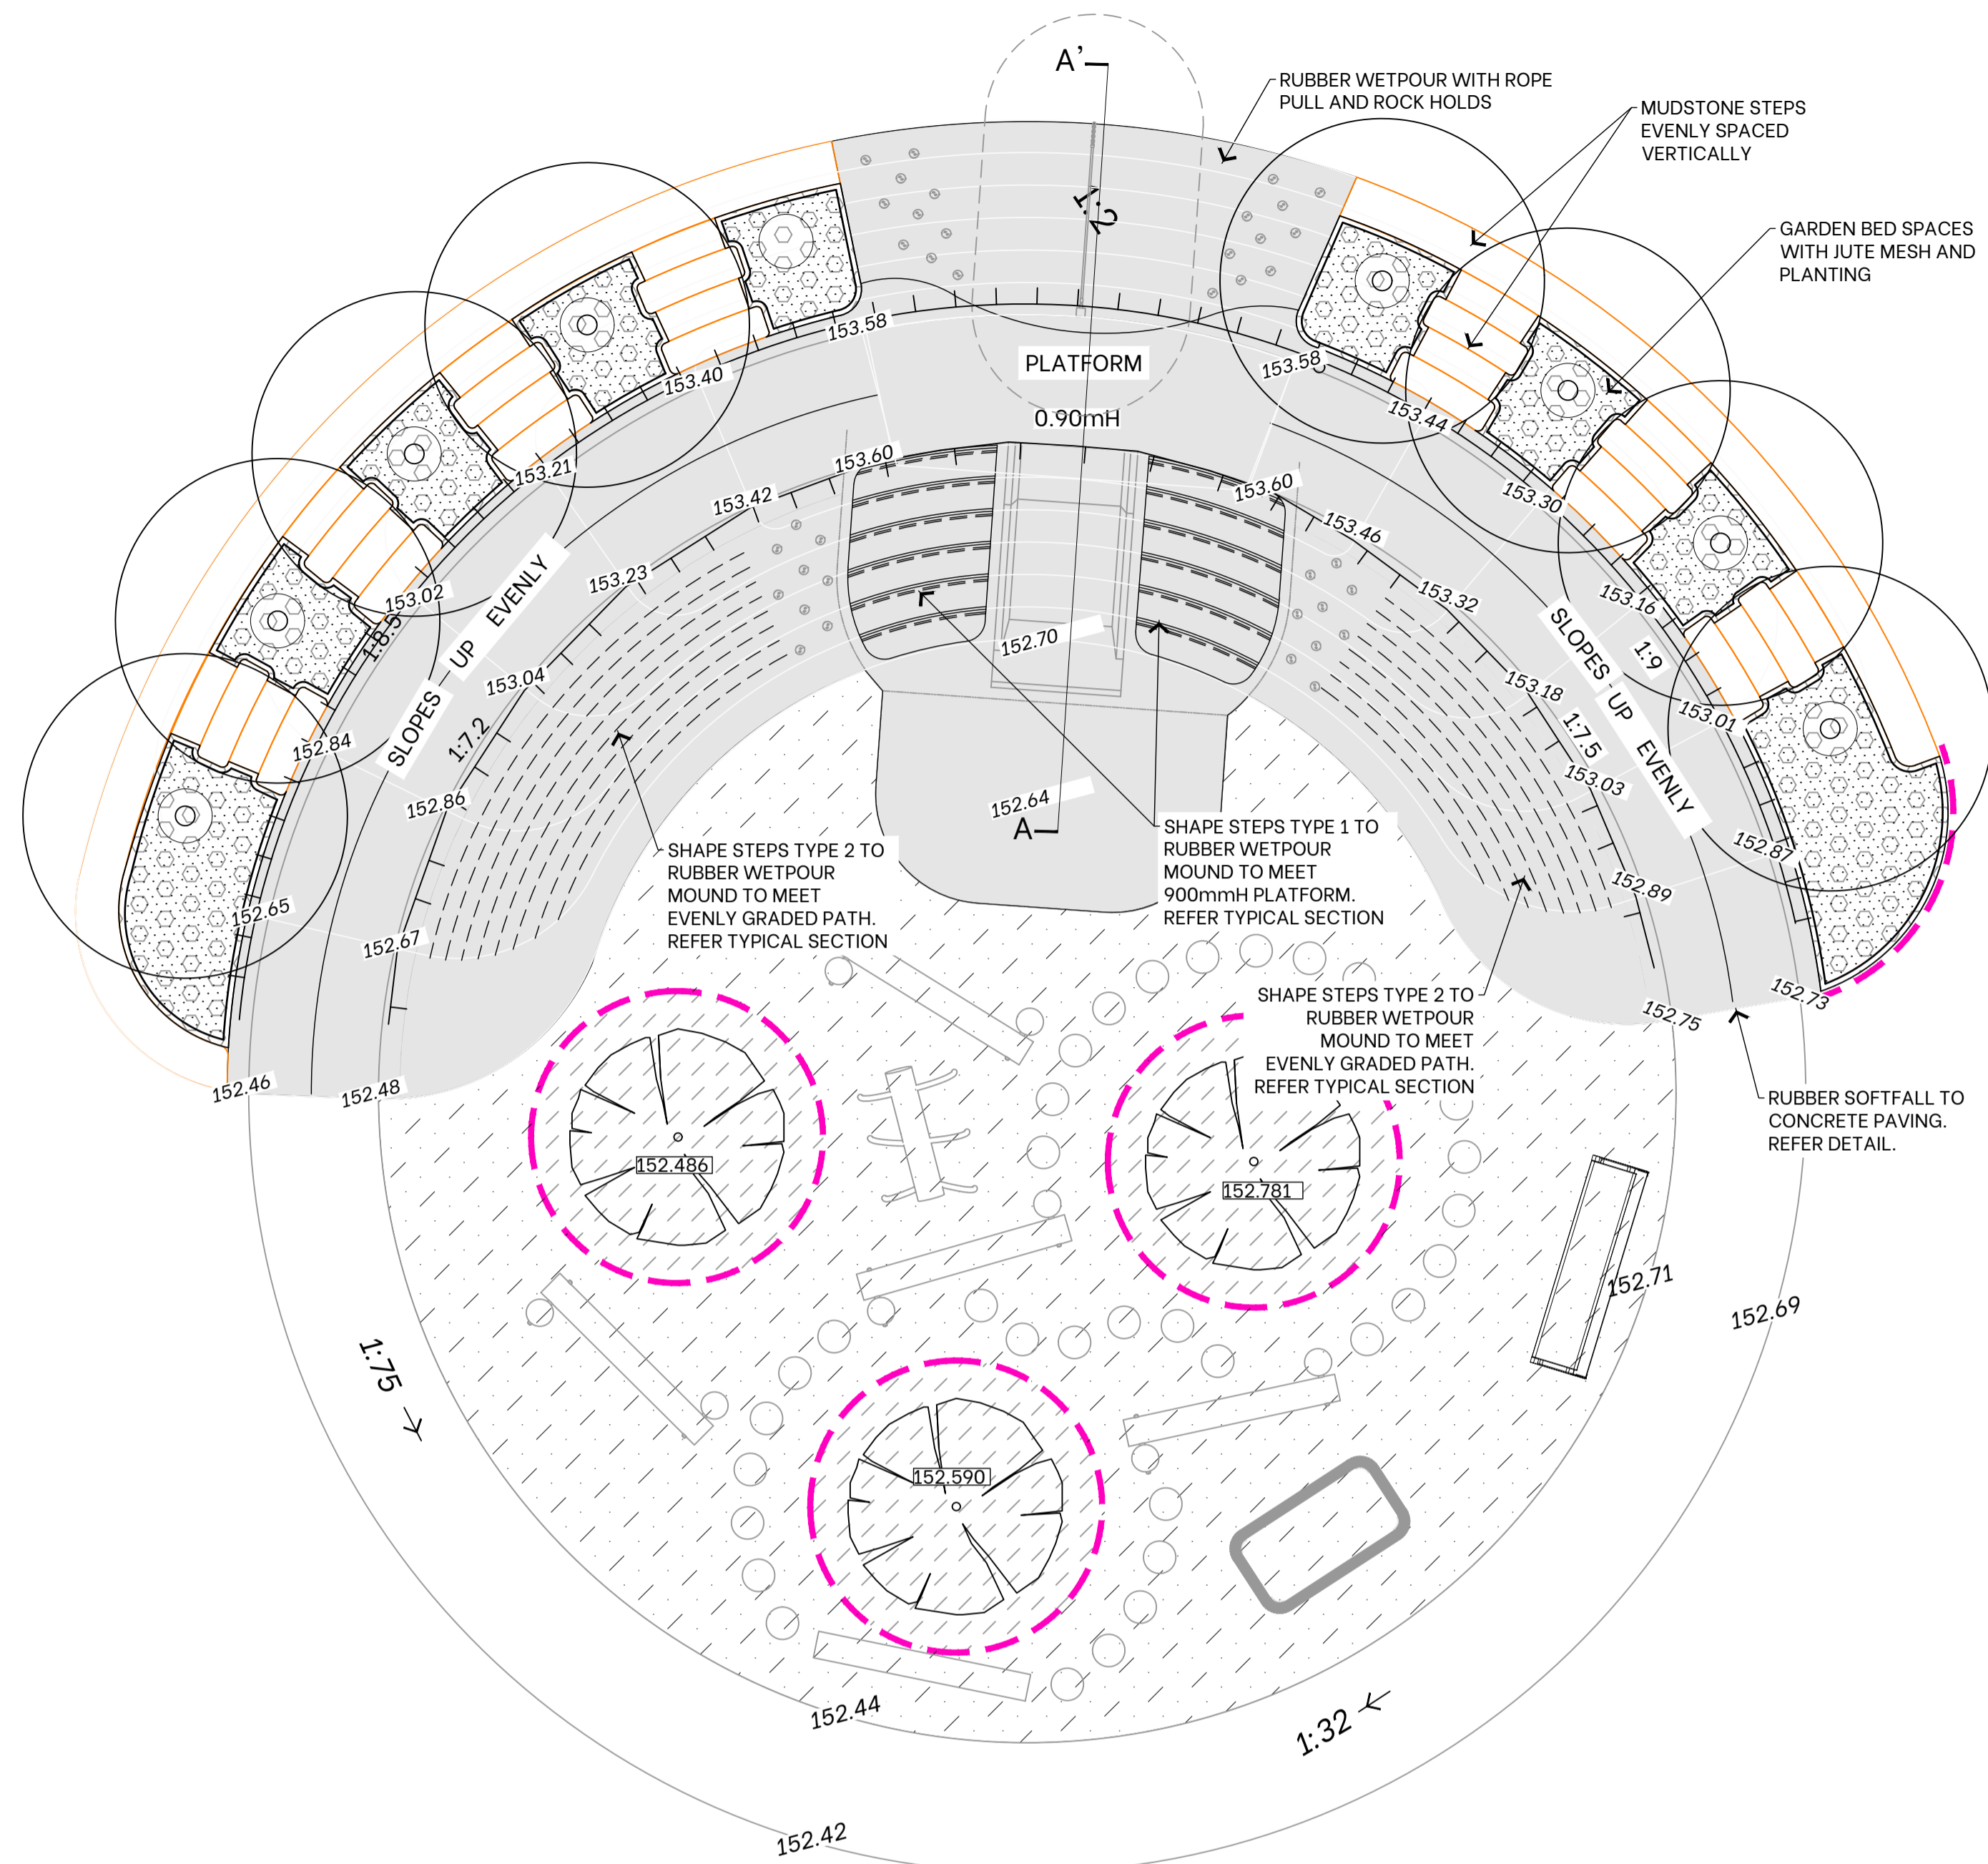 A'
RUBBER WETPOUR WITH ROPE
PULL AND ROCK HOLDS
MUDSTONE STEPS
EVENLY SPACED
VERTICALLY
GARDEN BED SPACES
WITH JUTE MESH AND
PLANTING
1:2
153.58
PLATFORM
153.58
153.40
0.90mH
153.44
153.21
153.60
153.60
153.30
153.42
153.46
153.02
153.23
153.32
153.16
1:8.5
SLOPES UP EVENLY
SLOPES UP EVENLY
1:9
152.70
153.04
153.18
153.01
152.84
1:7.2
1:7.5
152.86
153.03
152.64
A
152.87
SHAPE STEPS TYPE 2 TO
RUBBER WETPOUR
MOUND TO MEET
EVENLY GRADED PATH.
REFER TYPICAL SECTION
SHAPE STEPS TYPE 1 TO
RUBBER WETPOUR
MOUND TO MEET
900mmH PLATFORM.
REFER TYPICAL SECTION
152.89
152.65
152.67
152.73
152.75
SHAPE STEPS TYPE 2 TO
RUBBER WETPOUR
MOUND TO MEET
EVENLY GRADED PATH.
REFER TYPICAL SECTION
152.46
152.48
RUBBER SOFTFALL TO
CONCRETE PAVING.
REFER DETAIL.
152.486
152.781
152.71
152.69
1:75
152.590
152.44
1:32
152.42